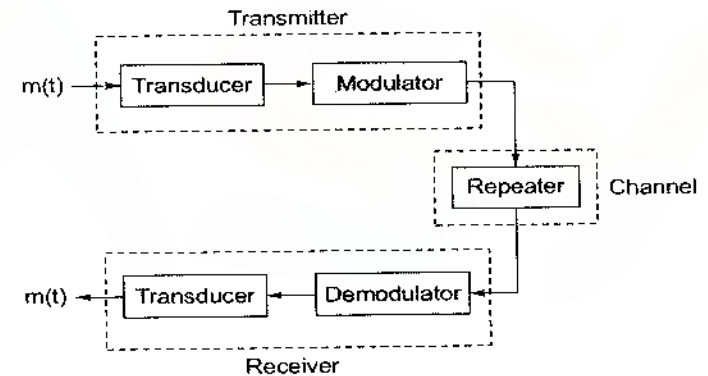 Transmitter
m(t)
Transducer
Modulator
Repeater
Channel
m(t)
Transducer
Demodulator
Receiver